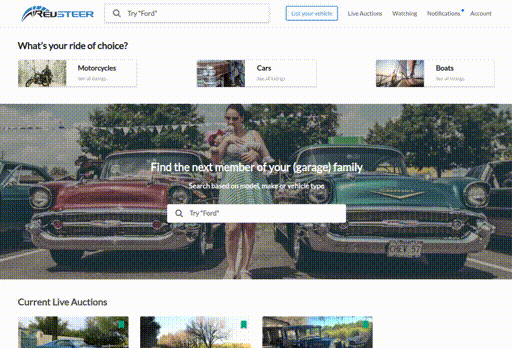 REVSTEER
Try "Ford"
List your vehicle
Live Auctions
Watching
Notifications
Account
What's your ride of choice?
Motorcycles
See all listings
Cars
See all listings
Boats
See all listings
Find the next member of your (garage) family
Search based on model, make or vehicle type
Try "Ford"
Current Live Auctions